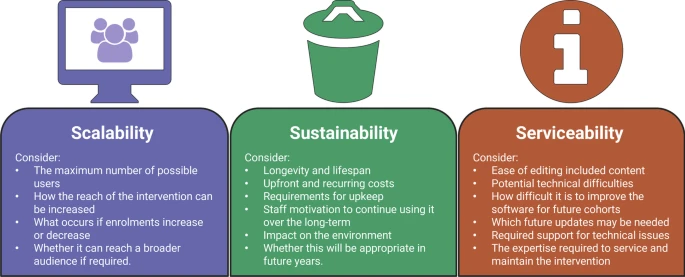 Scalability
Consider:
• The maximum number of possible
users
• How the reach of the intervention can
be increased
• What occurs if enrolments increase
or decrease
• Whether it can reach a broader
audience if required.
Sustainability
Consider:
• Longevity and lifespan
• Upfront and recurring costs
• Requirements for upkeep
• Staff motivation to continue using it
over the long-term
• Impact on the environment
• Whether this will be appropriate in
future years.
Serviceability
Consider:
• Ease of editing included content
• Potential technical difficulties
• How difficult it is to improve the
software for future cohorts
• Which future updates may be needed
• Required support for technical issues
• The expertise required to service and
maintain the intervention